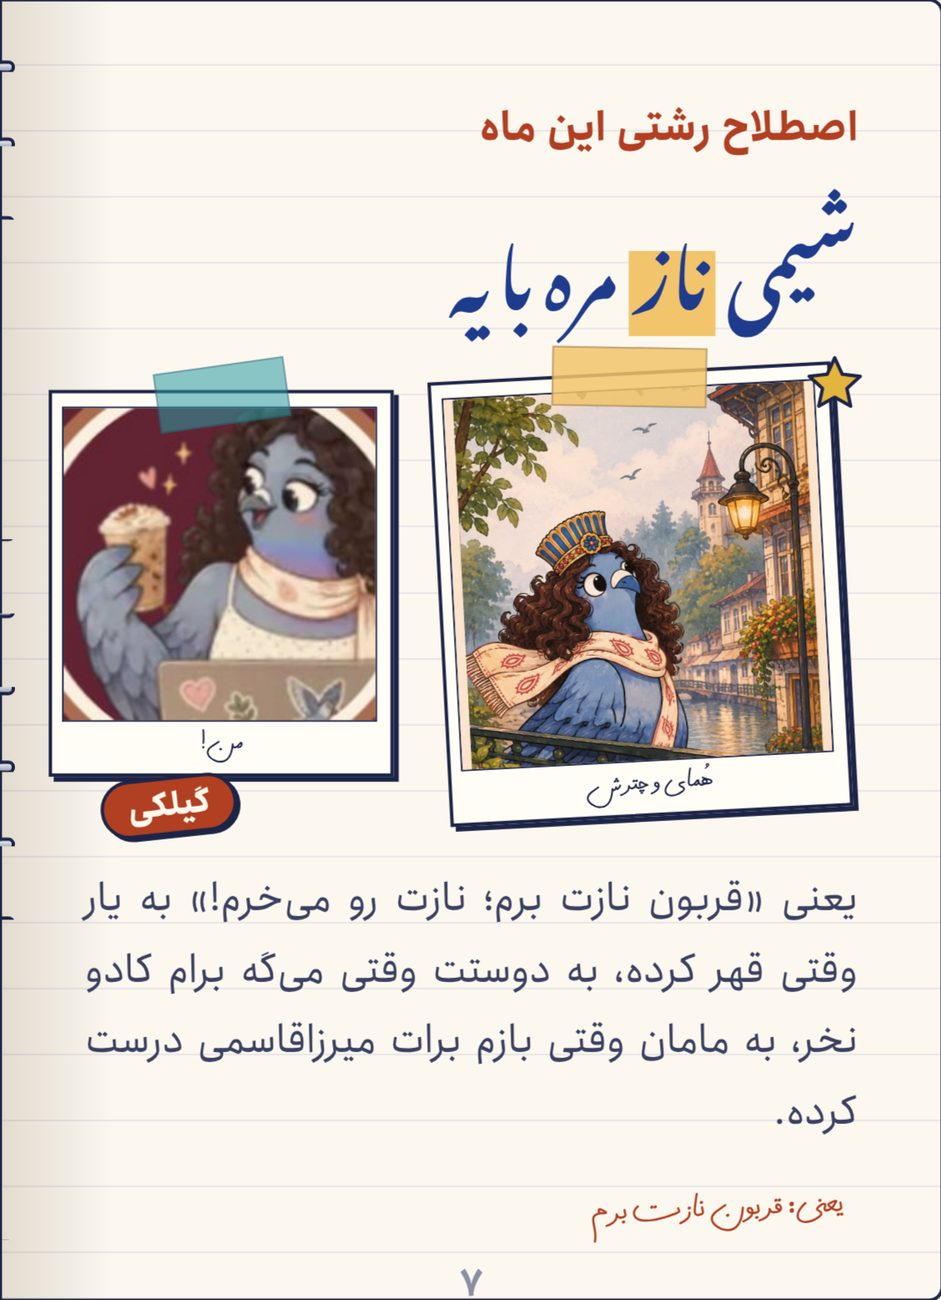 اصطلاح رشتی این ماه
شیمی ناز مره بایه
من!
هُمای و چترش
گیلکی
یعنی «قربون نازت برم؛ نازت رو می‌خرم!» به یار
وقتی قهر کرده، به دوستت وقتی می‌گه برام کادو
نخر، به مامان وقتی بازم برات میرزاقاسمی درست
کرده.
یعنی: قربون نازت برم
۷